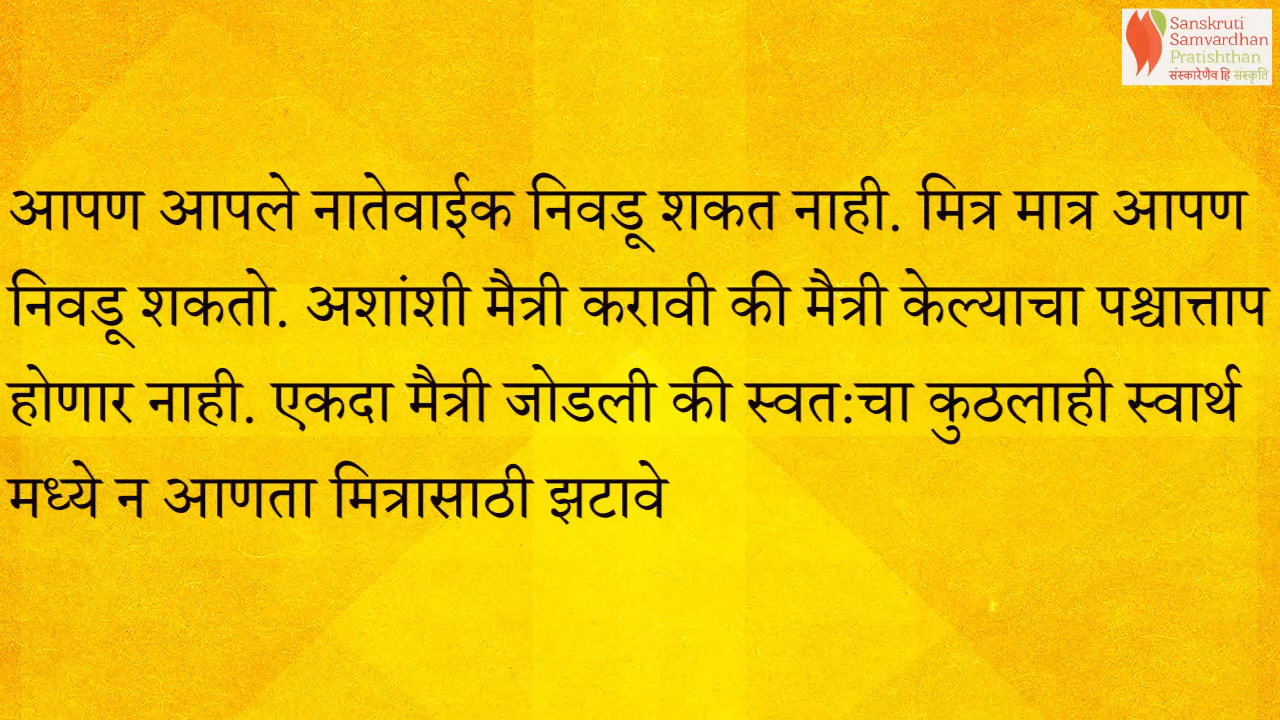 Sanskruti
Samvardhan
Pratishthan
संस्कारेणैव हि संस्कृति
आपण आपले नातेवाईक निवडू शकत नाही. मित्र मात्र आपण
निवडू शकतो. अशांशी मैत्री करावी की मैत्री केल्याचा पश्चात्ताप
होणार नाही. एकदा मैत्री जोडली की स्वत:चा कुठलाही स्वार्थ
मध्ये न आणता मित्रासाठी झटावे